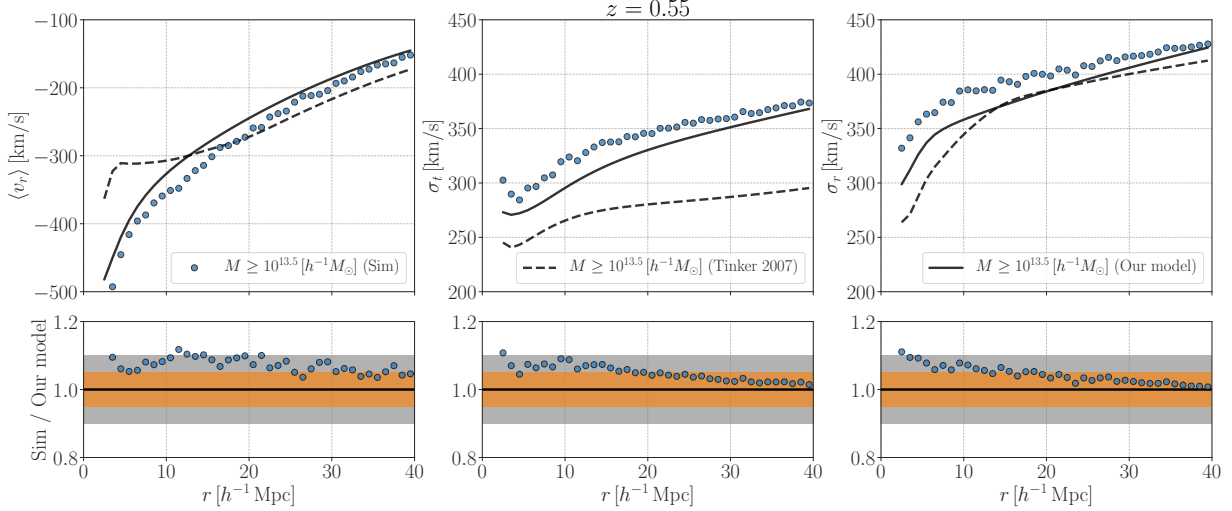 z = 0.55
−100
−200
−300
−400
−500
⟨v_r⟩ [km/s]
M ≥ 10^{13.5} [h^{-1}M_⊙] (Sim)
450
400
350
300
250
200
σ_t [km/s]
M ≥ 10^{13.5} [h^{-1}M_⊙] (Tinker 2007)
450
400
350
300
250
200
σ_r [km/s]
M ≥ 10^{13.5} [h^{-1}M_⊙] (Our model)
1.2
1.0
0.8
Sim / Our model
0 10 20 30 40
r [h^{-1} Mpc]
1.2
1.0
0.8
0 10 20 30 40
r [h^{-1} Mpc]
1.2
1.0
0.8
0 10 20 30 40
r [h^{-1} Mpc]